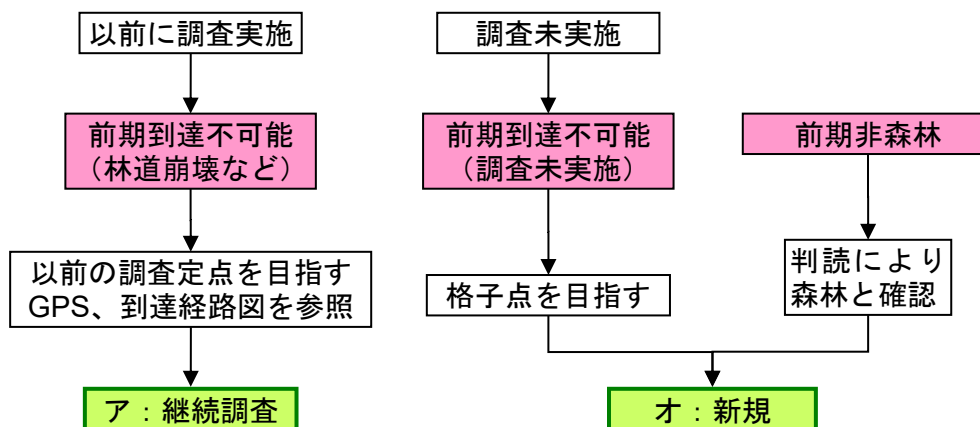 以前に調査実施
前期到達不可能
（林道崩壊など）
以前の調査定点を目指す
GPS、到達経路図を参照
ア：継続調査
調査未実施
前期到達不可能
（調査未実施）
格子点を目指す
前期非森林
判読により
森林と確認
オ：新規